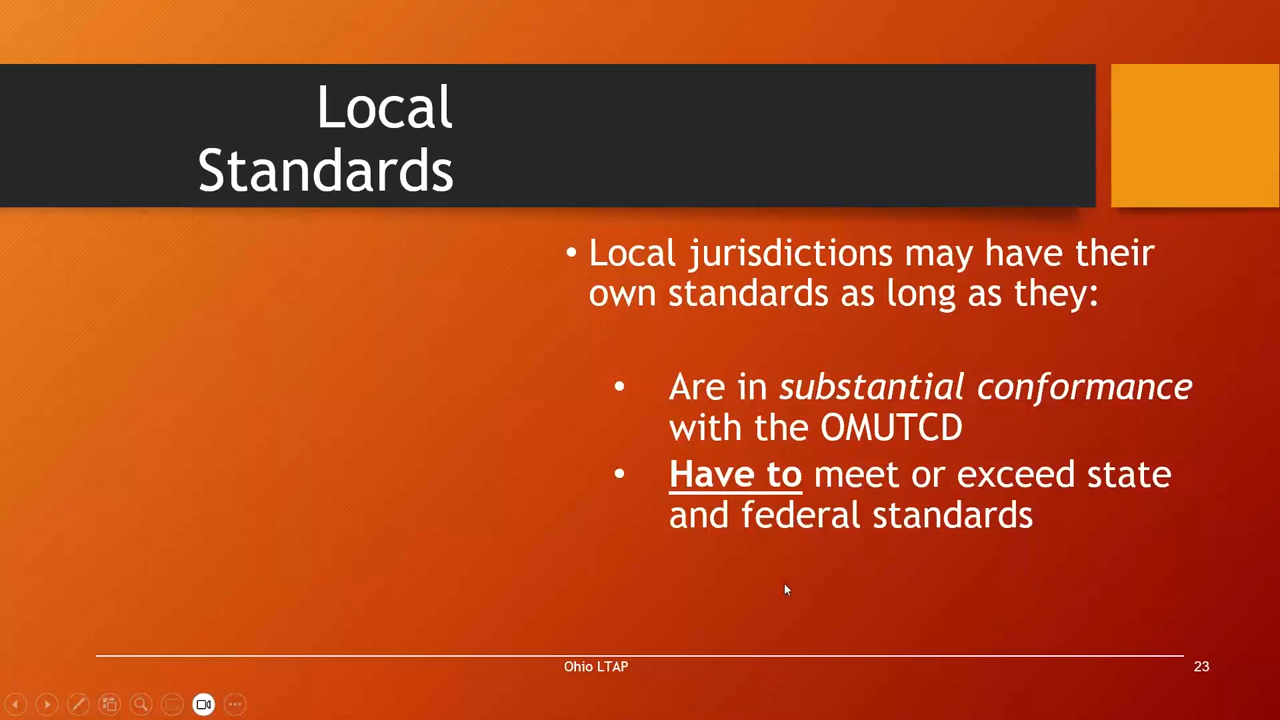 Local
Standards
• Local jurisdictions may have their
own standards as long as they:
• Are in substantial conformance
with the OMUTCD
• Have to meet or exceed state
and federal standards
Ohio LTAP
23